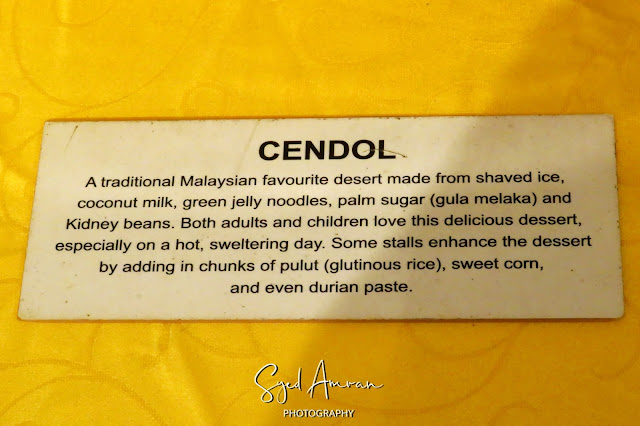 CENDOL
A traditional Malaysian favourite desert made from shaved ice,
coconut milk, green jelly noodles, palm sugar (gula melaka) and
Kidney beans. Both adults and children love this delicious dessert,
especially on a hot, sweltering day. Some stalls enhance the dessert
by adding in chunks of pulut (glutinous rice), sweet corn,
and even durian paste.
Syed Amran
PHOTOGRAPHY